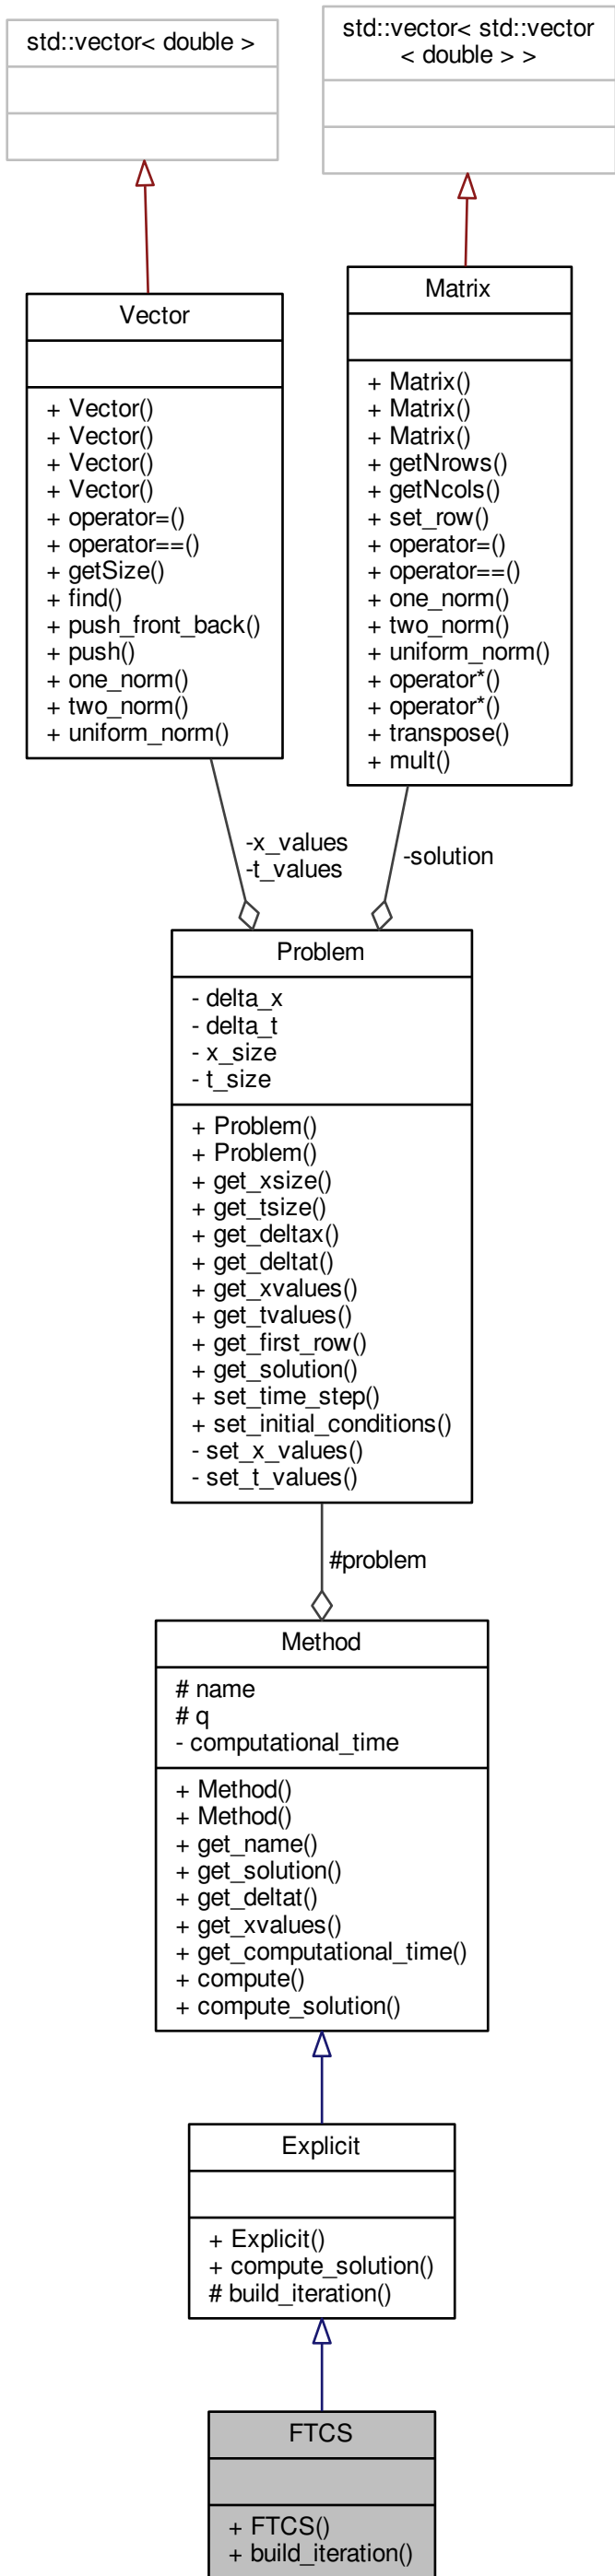 std::vector< double >
std::vector< std::vector
< double > >
Vector
+ Vector()
+ Vector()
+ Vector()
+ Vector()
+ operator=()
+ operator==()
+ getSize()
+ find()
+ push_front_back()
+ push()
+ one_norm()
+ two_norm()
+ uniform_norm()
Matrix
+ Matrix()
+ Matrix()
+ Matrix()
+ getNrows()
+ getNcols()
+ set_row()
+ operator=()
+ operator==()
+ one_norm()
+ two_norm()
+ uniform_norm()
+ operator*()
+ operator*()
+ transpose()
+ mult()
-x_values
-t_values
-solution
Problem
- delta_x
- delta_t
- x_size
- t_size
+ Problem()
+ Problem()
+ get_xsize()
+ get_tsize()
+ get_deltax()
+ get_deltat()
+ get_xvalues()
+ get_tvalues()
+ get_first_row()
+ get_solution()
+ set_time_step()
+ set_initial_conditions()
- set_x_values()
- set_t_values()
#problem
Method
# name
# q
- computational_time
+ Method()
+ Method()
+ get_name()
+ get_solution()
+ get_deltat()
+ get_xvalues()
+ get_computational_time()
+ compute()
+ compute_solution()
Explicit
+ Explicit()
+ compute_solution()
# build_iteration()
FTCS
+ FTCS()
+ build_iteration()